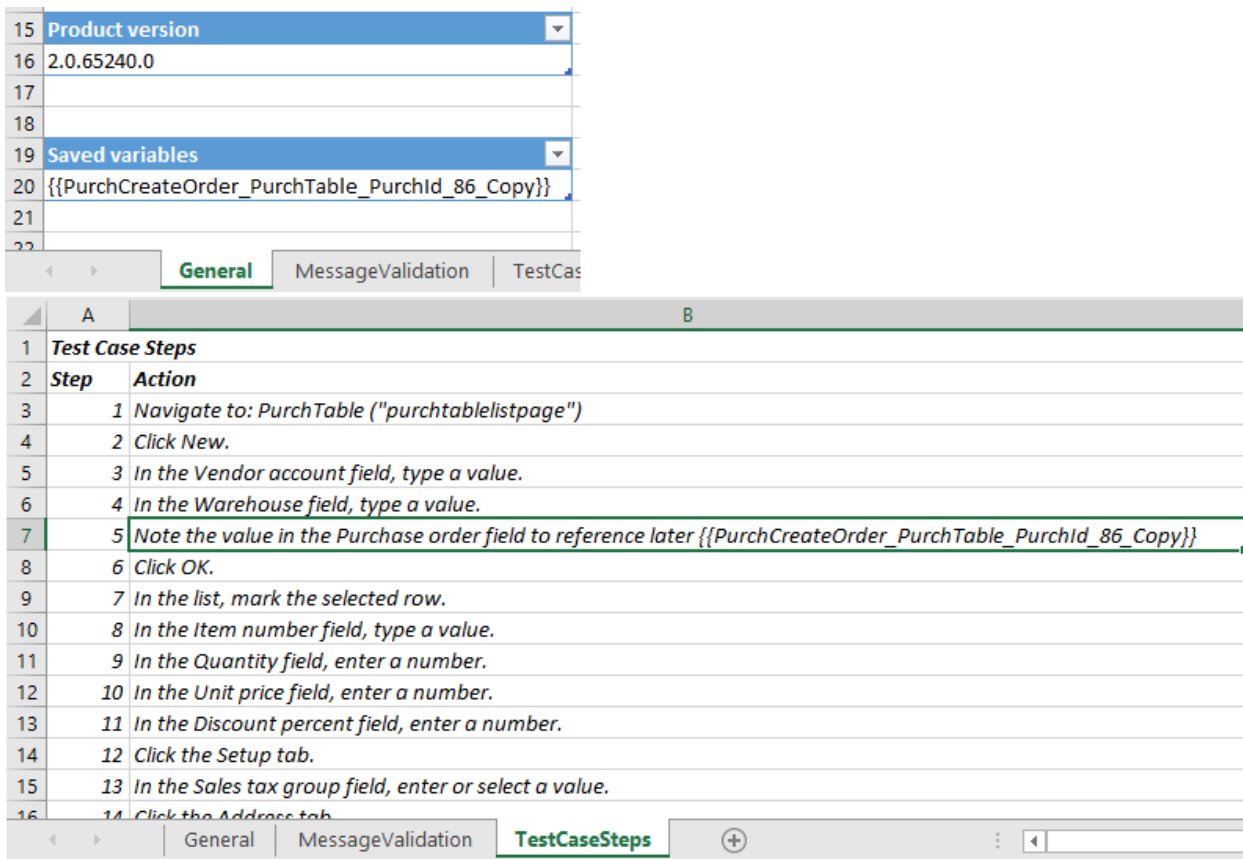 15 Product version
16 2.0.65240.0
17
18
19 Saved variables
20 {{PurchCreateOrder_PurchTable_PurchId_86_Copy}}
21
22
General MessageValidation TestCas
A B
1 Test Case Steps
2 Step Action
3 1 Navigate to: PurchTable ("purchtablelistpage")
4 2 Click New.
5 3 In the Vendor account field, type a value.
6 4 In the Warehouse field, type a value.
7 5 Note the value in the Purchase order field to reference later {{PurchCreateOrder_PurchTable_PurchId_86_Copy}}
8 6 Click OK.
9 7 In the list, mark the selected row.
10 8 In the Item number field, type a value.
11 9 In the Quantity field, enter a number.
12 10 In the Unit price field, enter a number.
13 11 In the Discount percent field, enter a number.
14 12 Click the Setup tab.
15 13 In the Sales tax group field, enter or select a value.
16 14 Click the Address tab
General MessageValidation TestCaseSteps